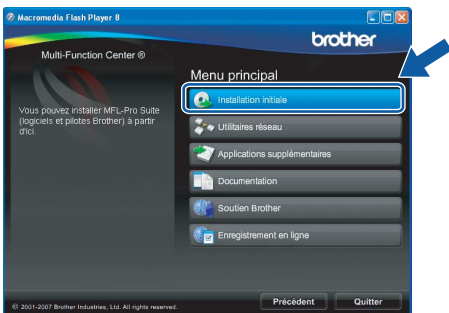 Macromedia Flash Player 8
brother
Multi-Function Center ®
Menu principal
Vous pouvez installer MFL-Pro Suite
(logiciels et pilotes Brother) à partir
d'ici.
Installation initiale
Utilitaires réseau
Applications supplémentaires
Documentation
Soutien Brother
Enregistrement en ligne
© 2001-2007 Brother Industries, Ltd. All rights reserved.
Précédent
Quitter